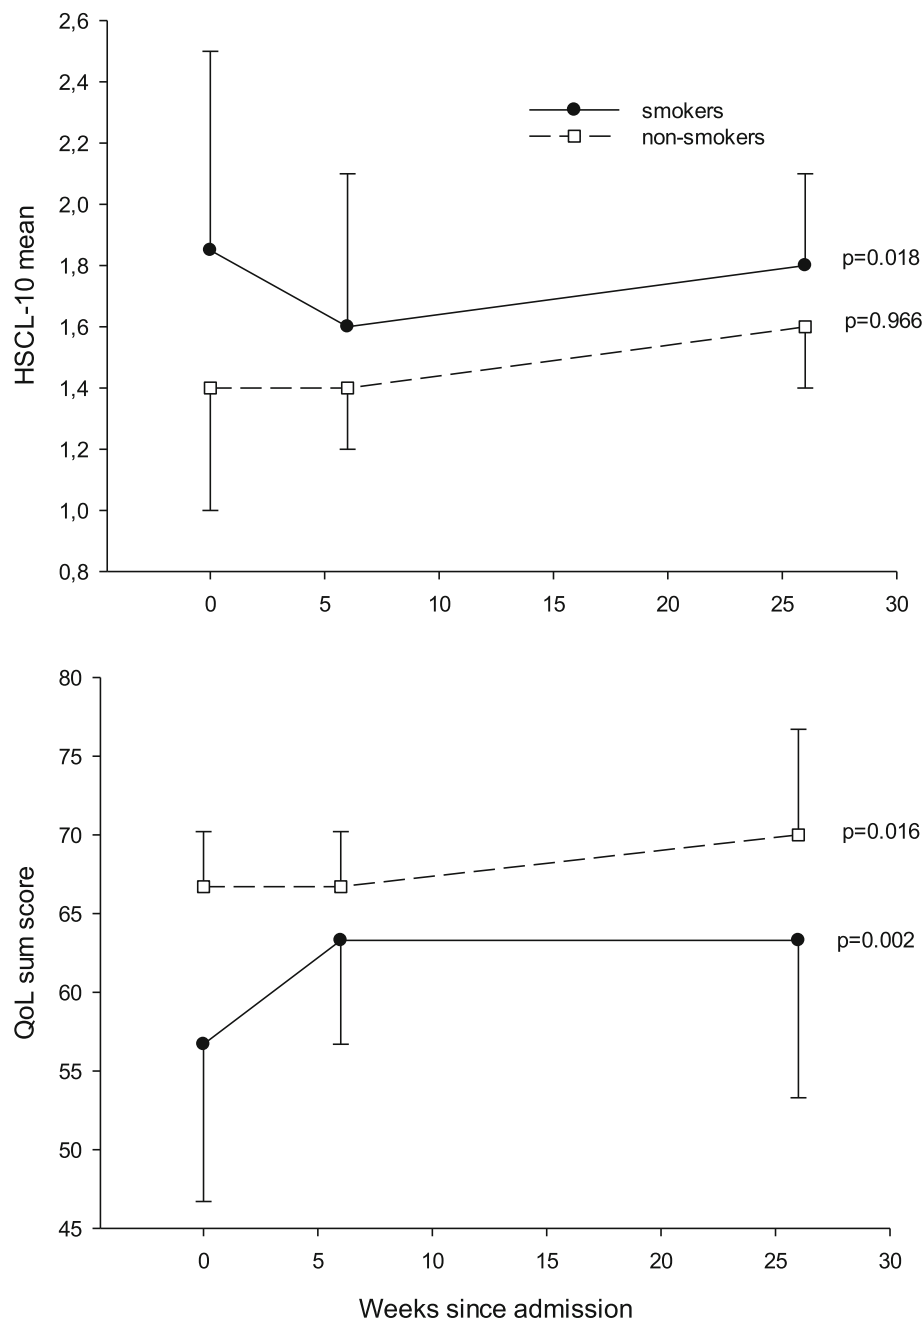 2,6
2,4
2,2
2,0
1,8
1,6
1,4
1,2
1,0
0,8
HSCL-10 mean
smokers
non-smokers
p=0.018
p=0.966
0 5 10 15 20 25 30
80
75
70
65
60
55
50
45
QoL sum score
p=0.016
p=0.002
0 5 10 15 20 25 30
Weeks since admission